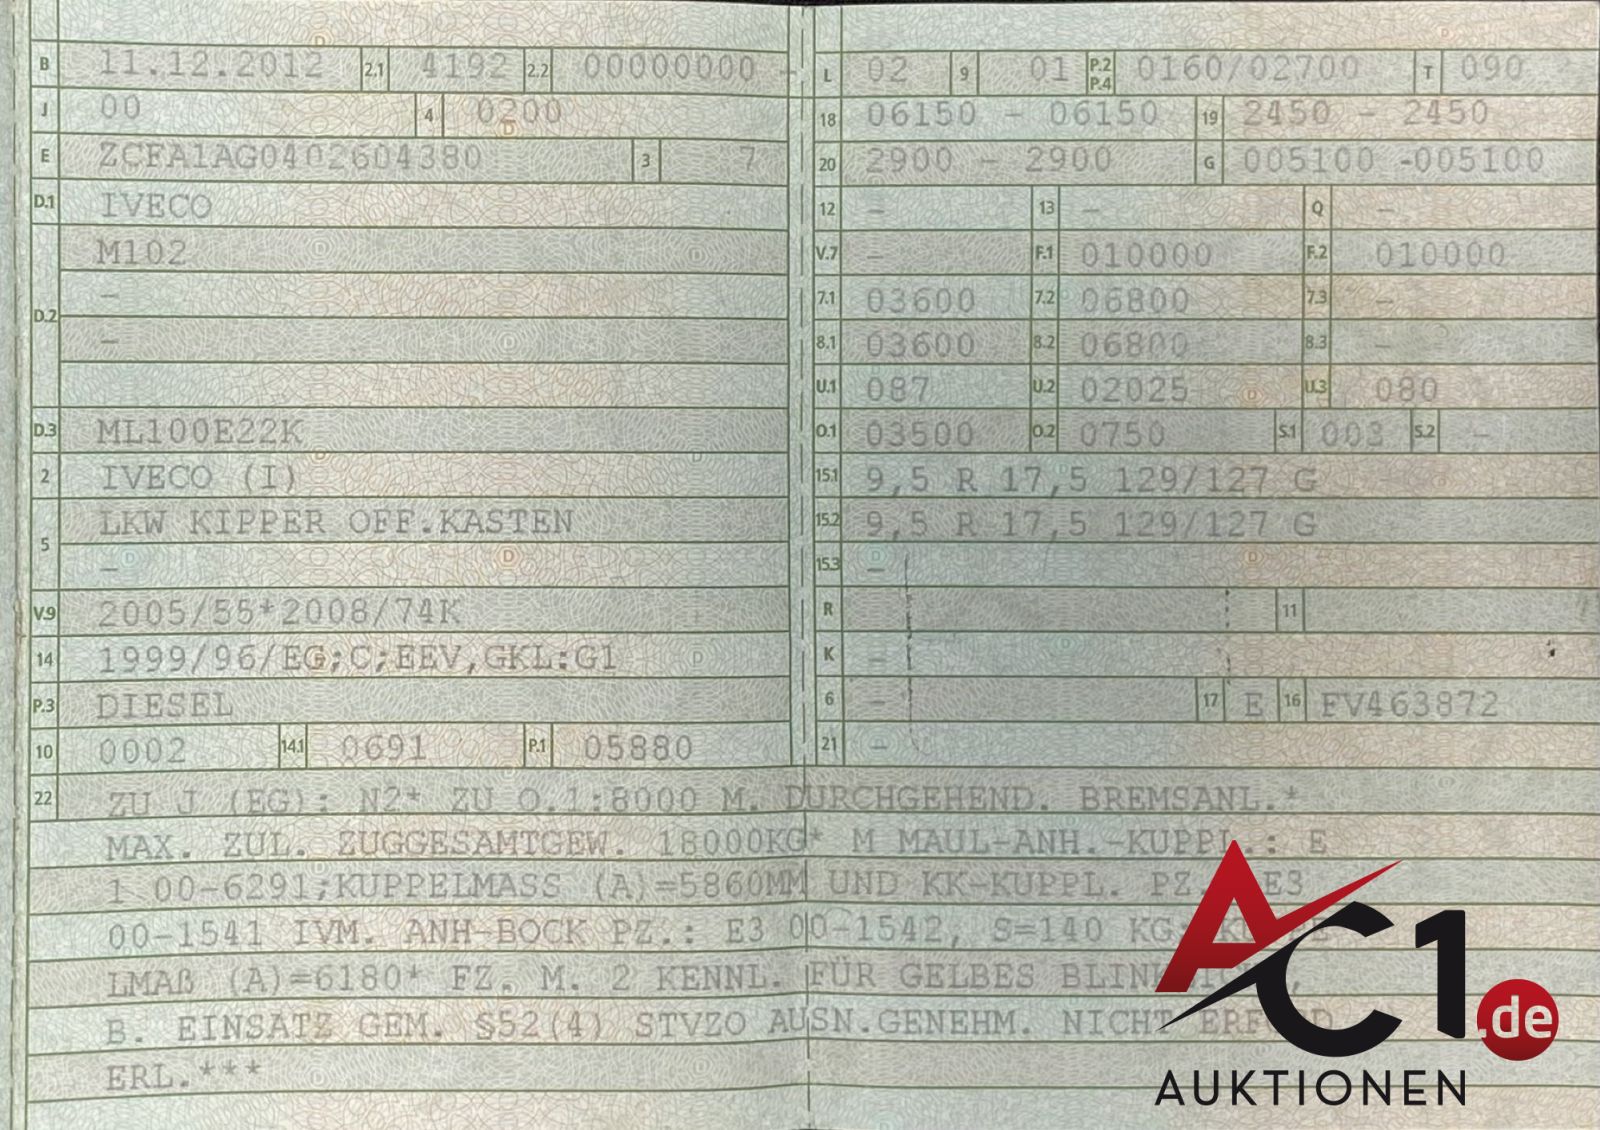 B 11.12.2012 2.1 4192 2.2 00000000 -
J 00 4 0200
E ZCFA1AG0402604380 3 7
D.1 IVECO
M102
-
D.2
-
D.3 ML100E22K
2 IVECO (I)
5 LKW KIPPER OFF.KASTEN
-
V.9 2005/55*2008/74K
14 1999/96/EG;C;EEV,GKL:G1
P.3 DIESEL
10 0002 14.1 0691 P.1 05880
L 02 9 01 P.2 P.4 0160/02700 T 090
18 06150 - 06150 19 2450 - 2450
20 2900 - 2900 G 005100 -005100
12 - 13 - Q -
V.7 - F.1 010000 F.2 010000
7.1 03600 7.2 06800 7.3 -
8.1 03600 8.2 06800 8.3 -
U.1 087 U.2 02025 U.3 080
O.1 03500 O.2 0750 S.1 003 S.2 -
15.1 9,5 R 17,5 129/127 G
15.2 9,5 R 17,5 129/127 G
15.3 -
R 11
K -
6 - 17 E 16 FV463872
21 -
22 ZU J (EG): N2* ZU O.1:8000 M. DURCHGEHEND. BREMSANL.*
MAX. ZUL. ZUGGESAMTGEW. 18000KG* M MAUL-ANH.-KUPPL.: E
1 00-6291;KUPPELMASS (A)=5860MM UND KK-KUPPL. PZ. E3
00-1541 IVM. ANH-BOCK PZ.: E3 00-1542, S=140 KG
LMAß (A)=6180* FZ. M. 2 KENNL. FÜR GELBES
B. EINSATZ GEM. §52(4) STVZO AUSN.GENEHM. NICHT
ERL.***
AC1.de
AUKTIONEN